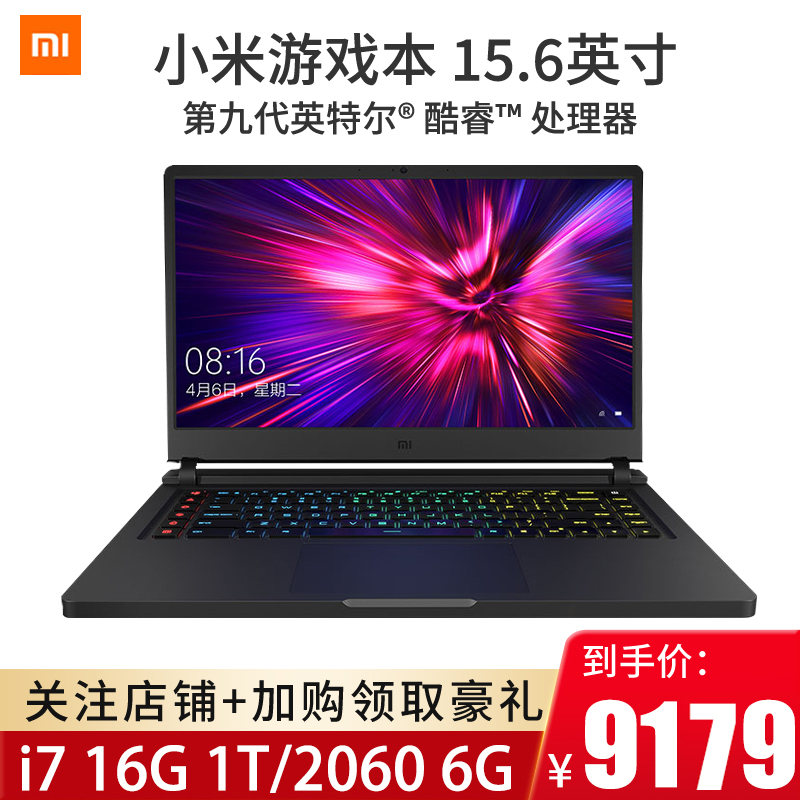 mi
小米游戏本 15.6英寸
第九代英特尔® 酷睿™ 处理器
08:16
4月6日，星期二
mi
关注店铺+加购领取豪礼
到手价：
i7 16G 1T/2060 6G
¥9179